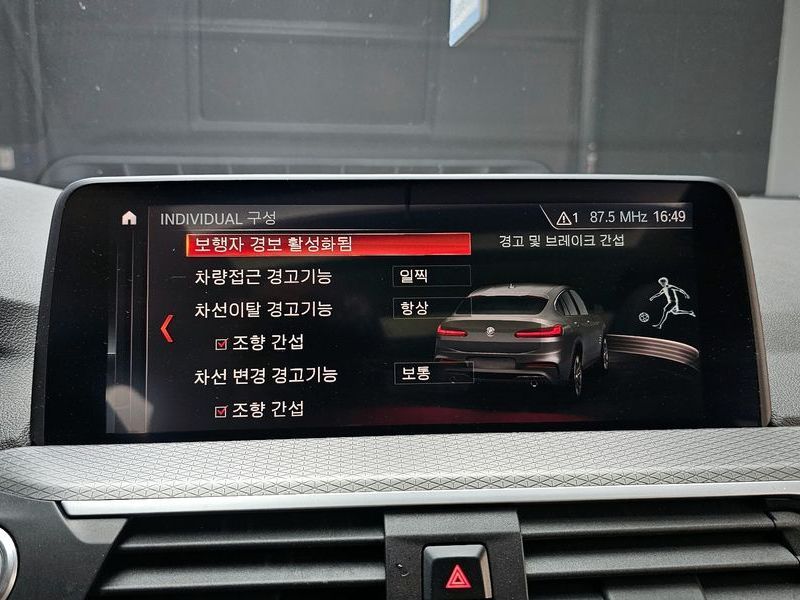 INDIVIDUAL 구성
1 87.5 MHz 16:49
보행자 경보 활성화됨
경고 및 브레이크 간섭
차량접근 경고기능 일찍
차선이탈 경고기능 항상
조향 간섭
차선 변경 경고기능 보통
조향 간섭